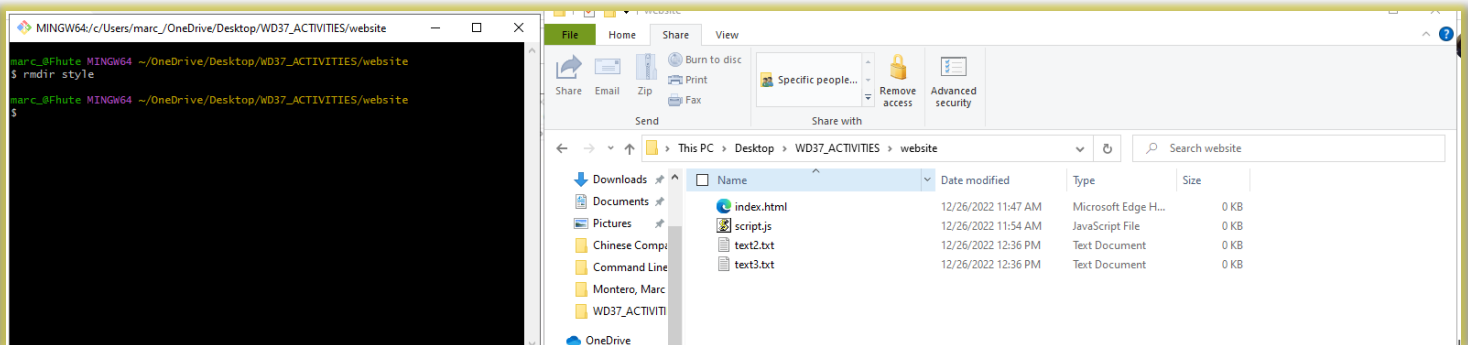 MINGW64:/c/Users/marc_/OneDrive/Desktop/WD37_ACTIVITIES/website
marc_@Fhute MINGW64 ~/OneDrive/Desktop/WD37_ACTIVITIES/website
$ rmdir style
marc_@Fhute MINGW64 ~/OneDrive/Desktop/WD37_ACTIVITIES/website
$
website
File Home Share View
Share
Email
Zip
Burn to disc
Print
Fax
Send
Specific people...
Share with
Remove
access
Advanced
security
This PC > Desktop > WD37_ACTIVITIES > website
Search website
Downloads
Documents
Pictures
Chinese Compa
Command Line
Montero, Marc
WD37_ACTIVITI
OneDrive
Name Date modified Type Size
index.html 12/26/2022 11:47 AM Microsoft Edge H... 0 KB
script.js 12/26/2022 11:54 AM JavaScript File 0 KB
text2.txt 12/26/2022 12:36 PM Text Document 0 KB
text3.txt 12/26/2022 12:36 PM Text Document 0 KB